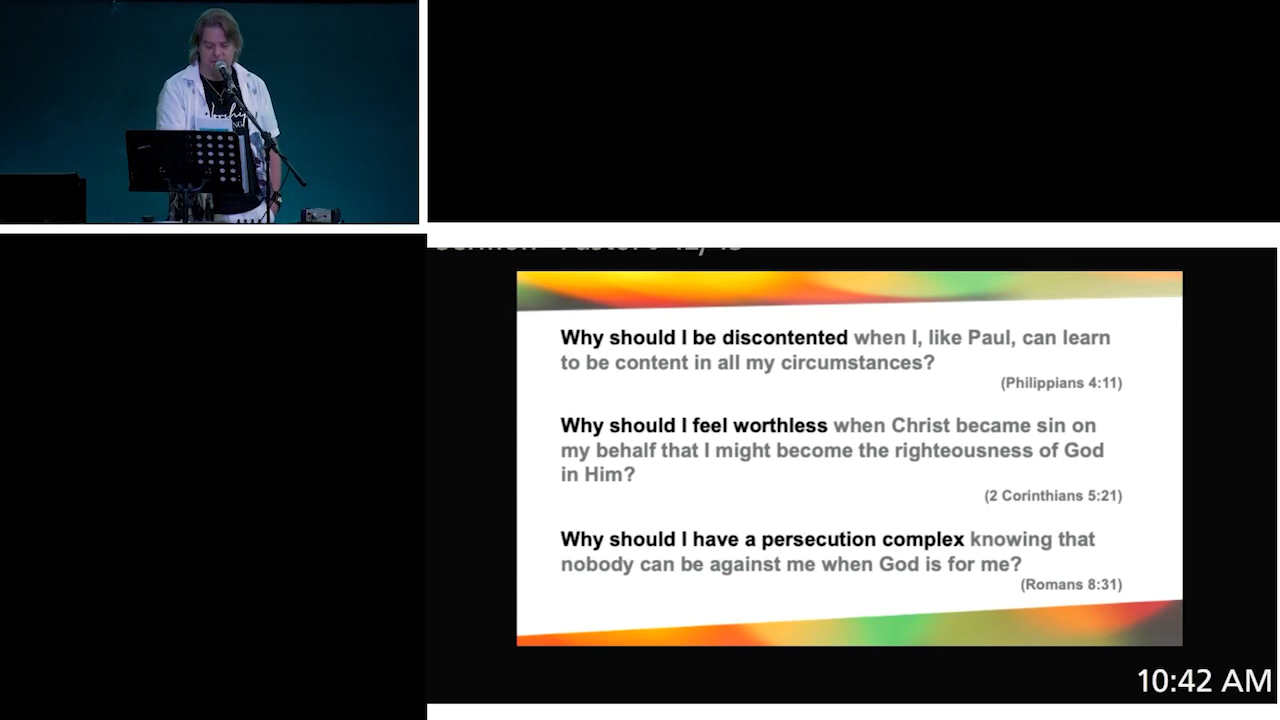 Worship
Why should I be discontented when I, like Paul, can learn
to be content in all my circumstances?
(Philippians 4:11)
Why should I feel worthless when Christ became sin on
my behalf that I might become the righteousness of God
in Him?
(2 Corinthians 5:21)
Why should I have a persecution complex knowing that
nobody can be against me when God is for me?
(Romans 8:31)
10:42 AM